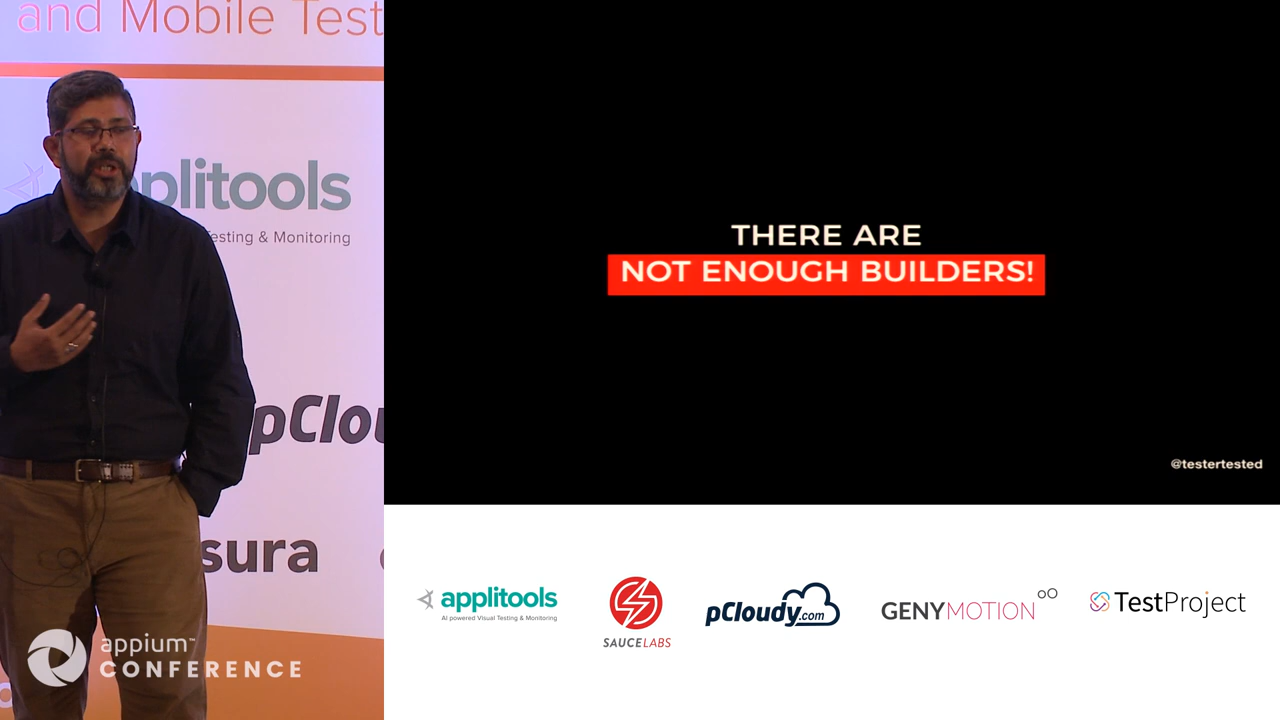 and Mobile Test
applitools
Testing & Monitoring
pClou
sura
appium™
CONFERENCE
THERE ARE
NOT ENOUGH BUILDERS!
@testertested
applitools
AI powered Visual Testing & Monitoring
SAUCELABS
pCloudy.com
GENYMOTION
TestProject